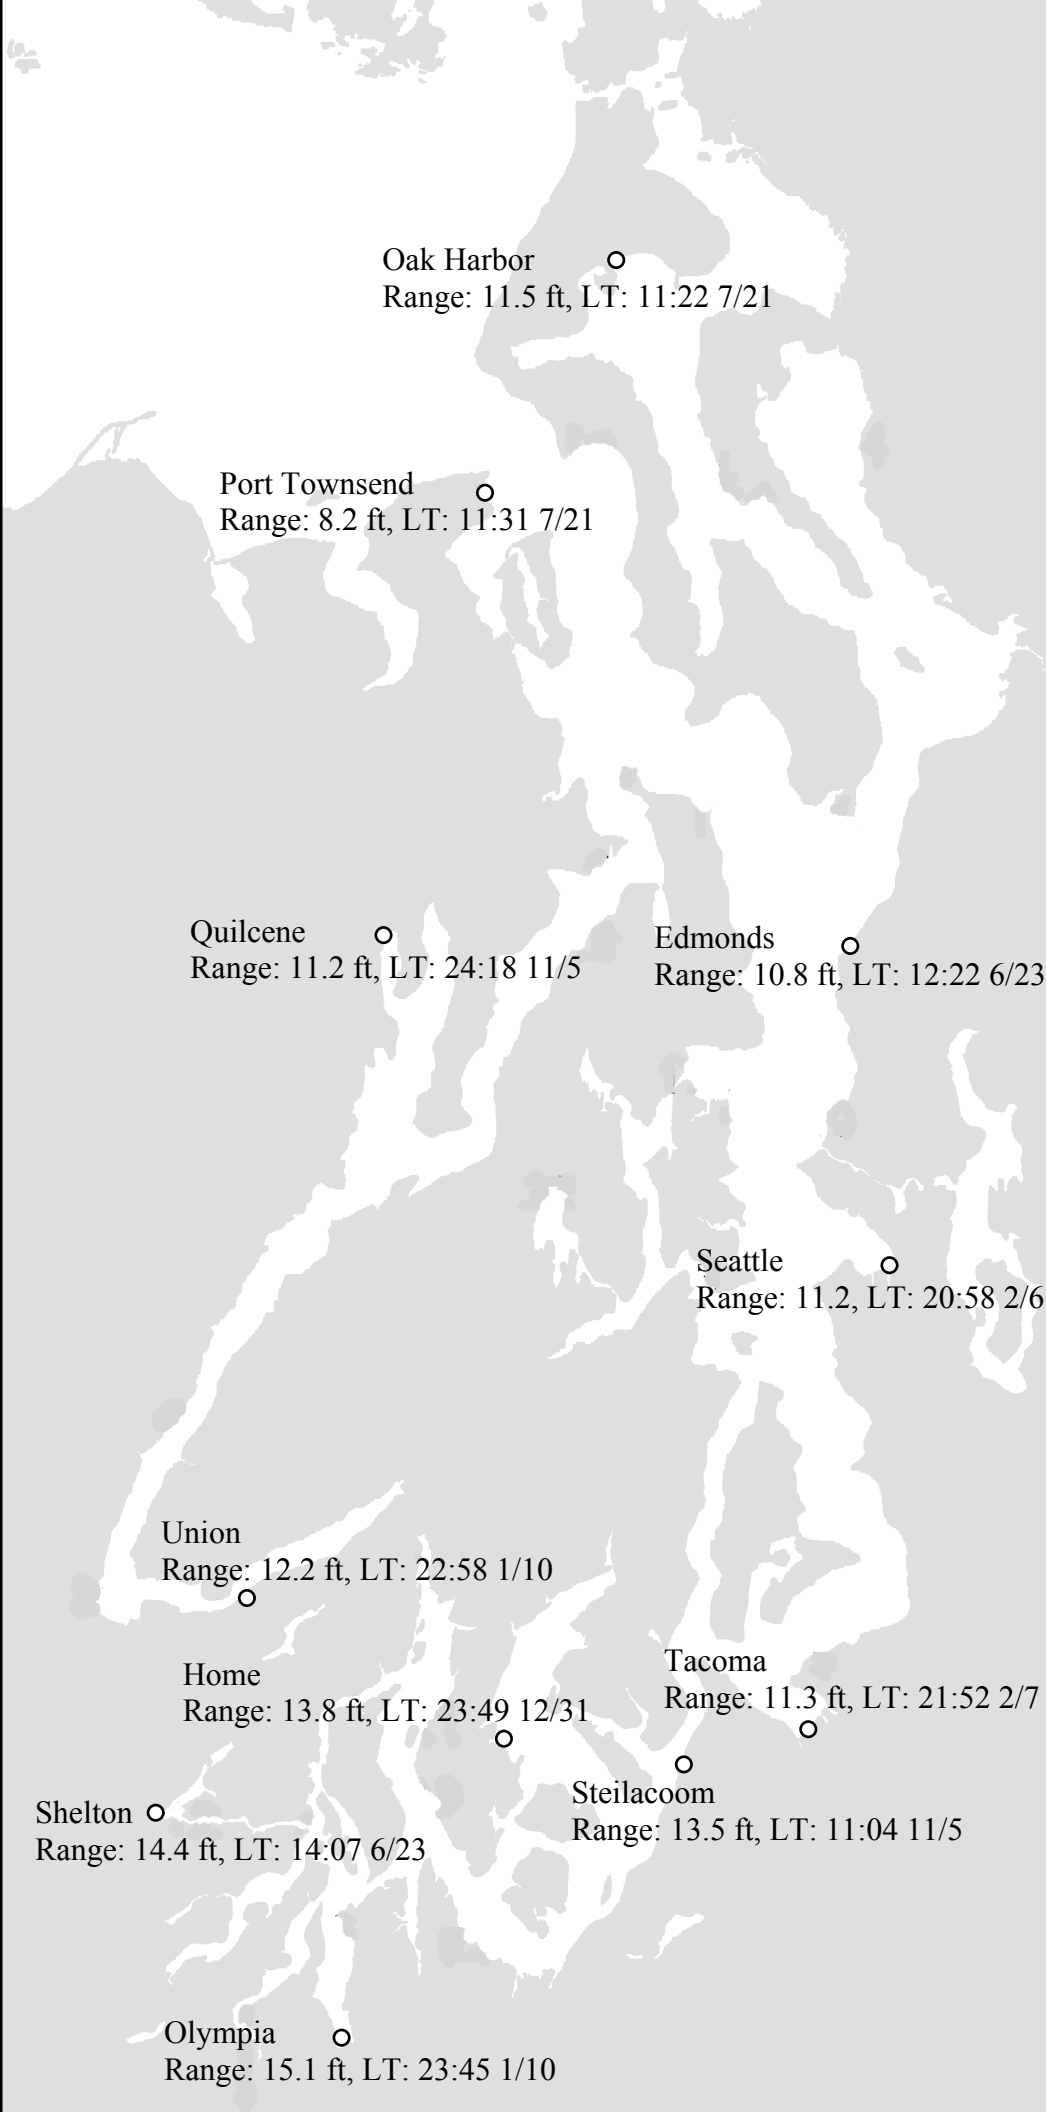 Oak Harbor
Range: 11.5 ft, LT: 11:22 7/21
Port Townsend
Range: 8.2 ft, LT: 11:31 7/21
Quilcene
Range: 11.2 ft, LT: 24:18 11/5
Edmonds
Range: 10.8 ft, LT: 12:22 6/23
Seattle
Range: 11.2, LT: 20:58 2/6
Union
Range: 12.2 ft, LT: 22:58 1/10
Home
Range: 13.8 ft, LT: 23:49 12/31
Tacoma
Range: 11.3 ft, LT: 21:52 2/7
Steilacoom
Range: 13.5 ft, LT: 11:04 11/5
Shelton
Range: 14.4 ft, LT: 14:07 6/23
Olympia
Range: 15.1 ft, LT: 23:45 1/10